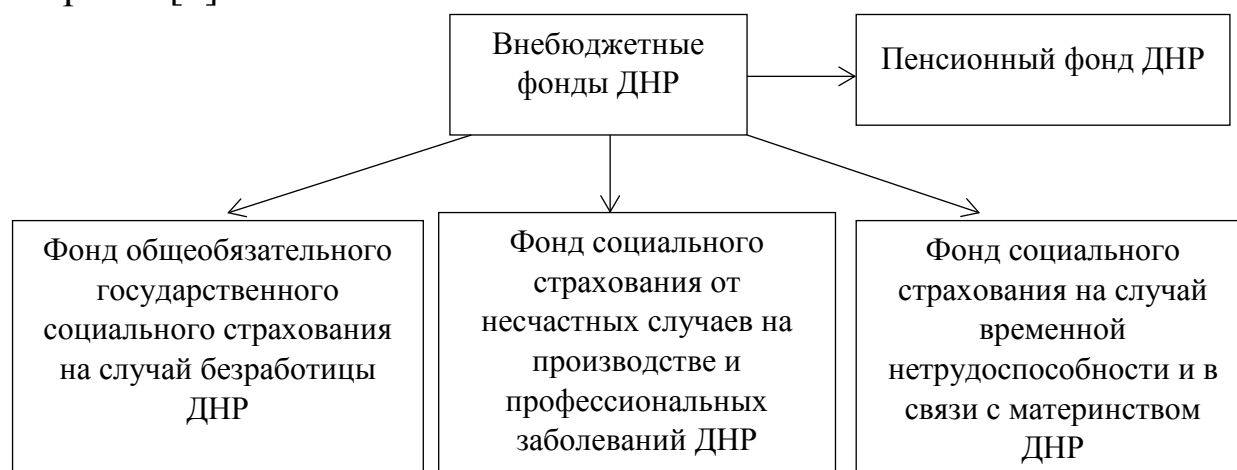 Внебюджетные
фонды ДНР
Пенсионный фонд ДНР
Фонд общеобязательного
государственного
социального страхования
на случай безработицы
ДНР
Фонд социального
страхования от
несчастных случаев на
производстве и
профессиональных
заболеваний ДНР
Фонд социального
страхования на случай
временной
нетрудоспособности и в
связи с материнством
ДНР